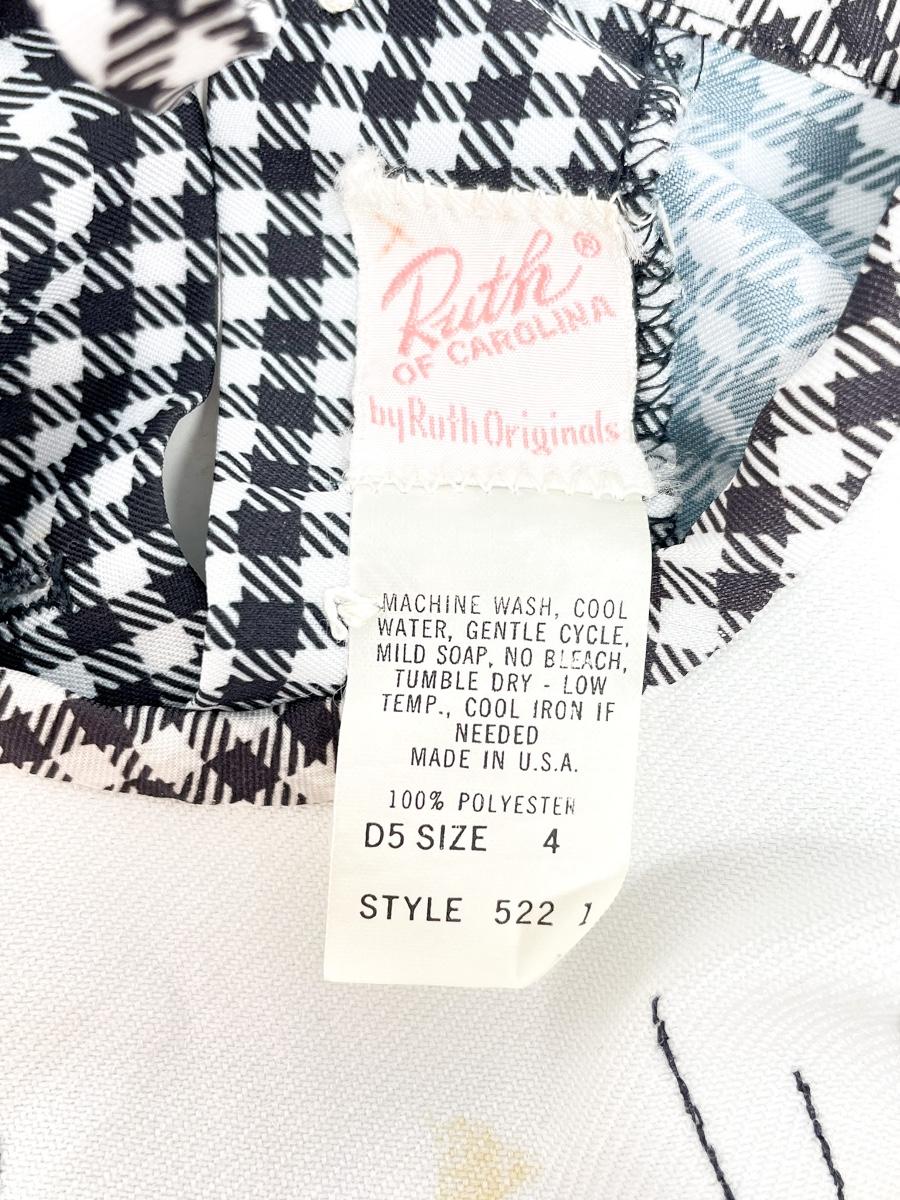 Ruth®
OF CAROLINA
by Ruth Originals
MACHINE WASH, COOL
WATER, GENTLE CYCLE,
MILD SOAP, NO BLEACH,
TUMBLE DRY - LOW
TEMP., COOL IRON IF
NEEDED
MADE IN U.S.A.
100% POLYESTER
D5 SIZE 4
STYLE 522 1